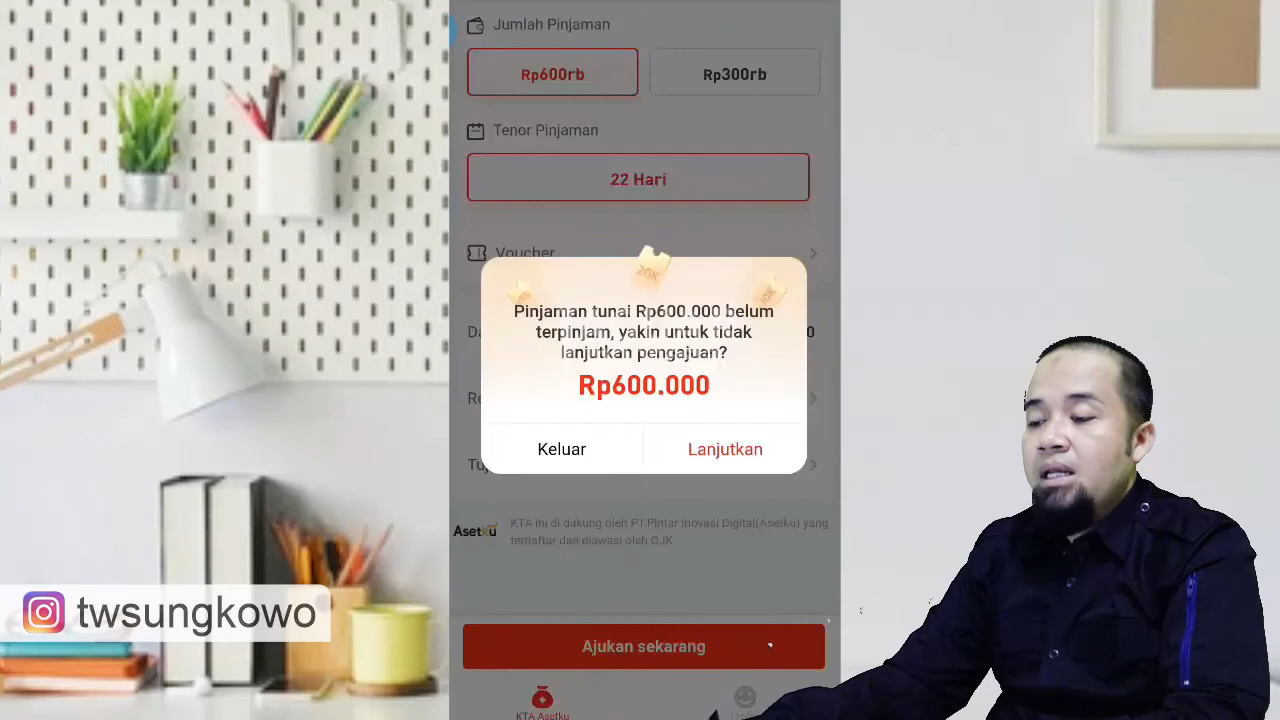 Jumlah Pinjaman
Rp600rb
Rp300rb
Tenor Pinjaman
22 Hari
Voucher
20K
Pinjaman tunai Rp600.000 belum
terpinjam, yakin untuk tidak
lanjutkan pengajuan?
Rp600.000
Keluar
Lanjutkan
AsetKu
KTA ini di dukung oleh PT.Pintar Inovasi Digital(Asetku) yang
terdaftar dan diawasi oleh OJK.
twsungkowo
Ajukan sekarang
KTA Asetku